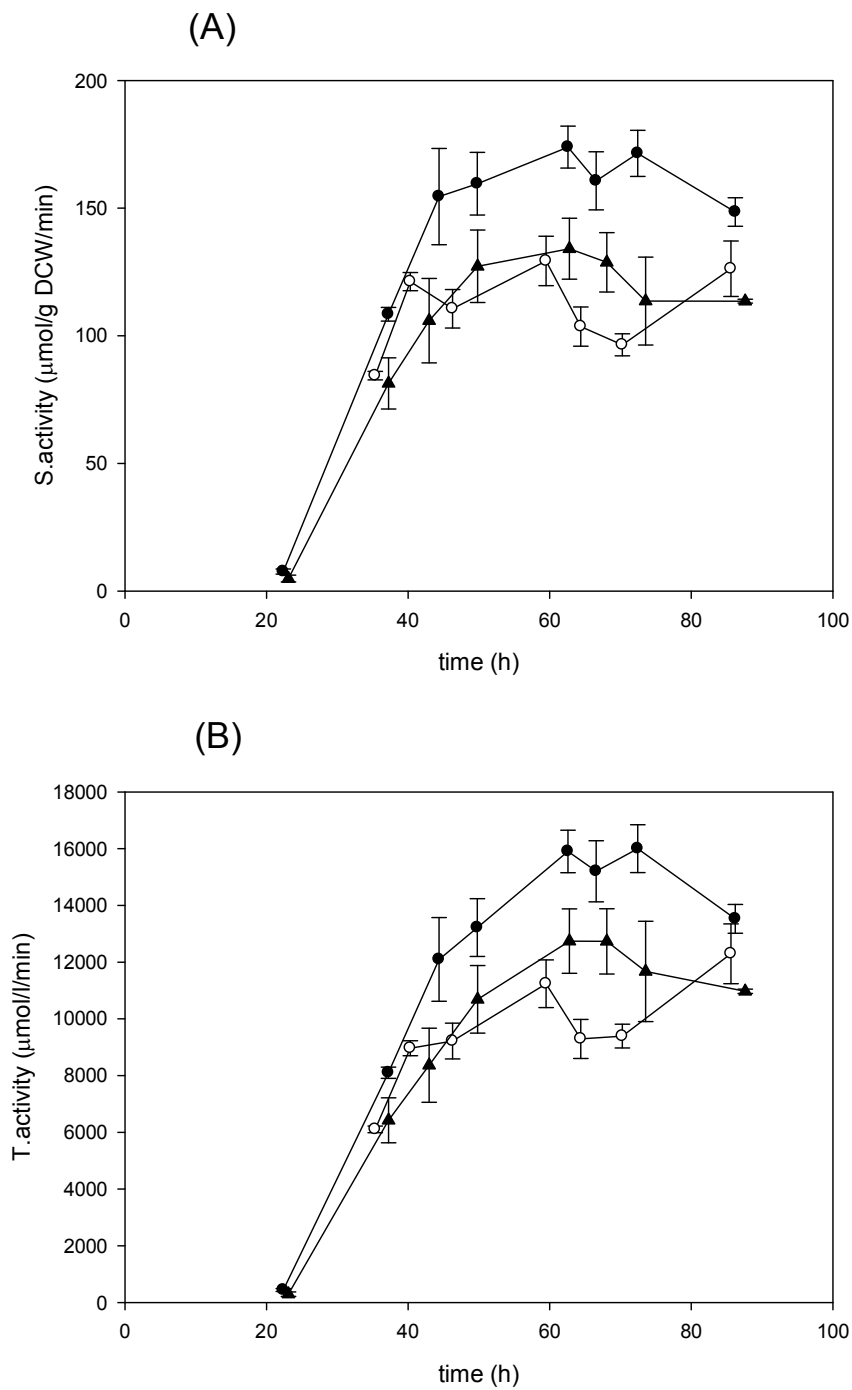 (A)
200
150
100
50
0
S.activity (μmol/g DCW/min)
0 20 40 60 80 100
time (h)
(B)
18000
16000
14000
12000
10000
8000
6000
4000
2000
0
T.activity (μmol/l/min)
0 20 40 60 80 100
time (h)